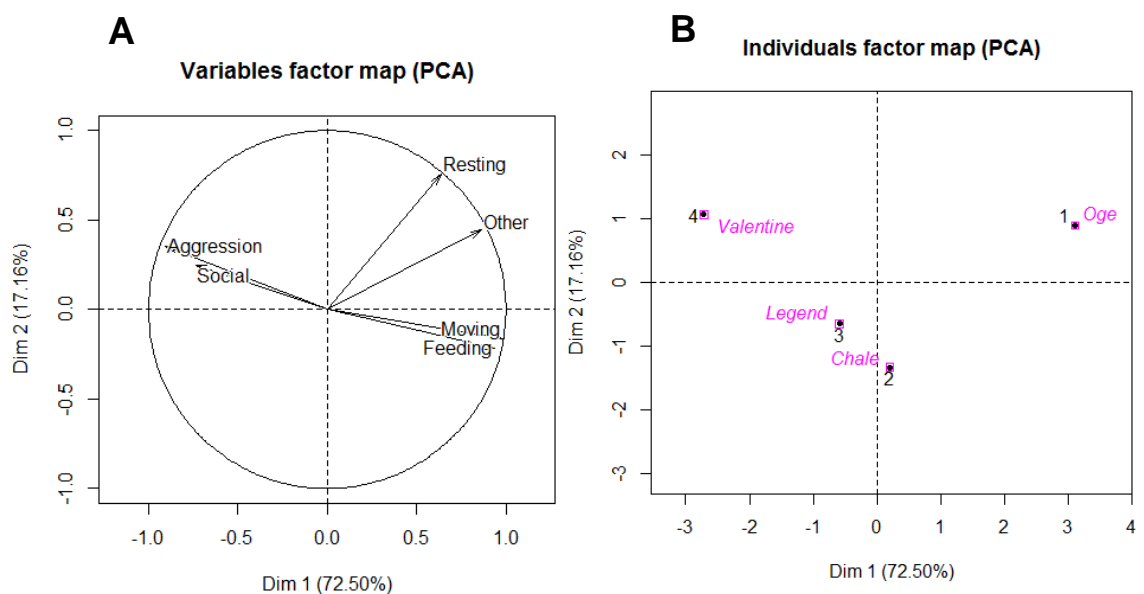 A
Variables factor map (PCA)
1.0
0.5
0.0
-0.5
-1.0
Dim 2 (17.16%)
Resting
Other
Aggression
Social
Moving
Feeding
-1.0 -0.5 0.0 0.5 1.0
Dim 1 (72.50%)
B
Individuals factor map (PCA)
2
1
0
-1
-2
-3
Dim 2 (17.16%)
4 Valentine
1 Oge
Legend
3
Chale
2
-3 -2 -1 0 1 2 3 4
Dim 1 (72.50%)